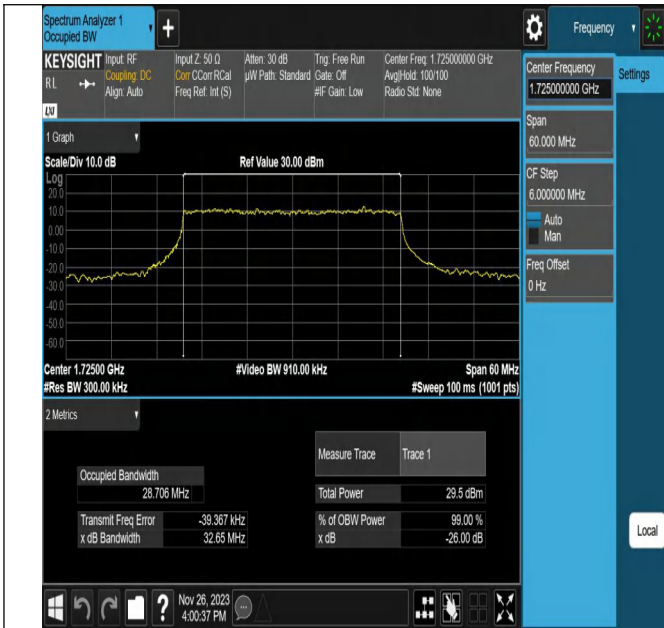 Spectrum Analyzer 1
Occupied BW
Frequency
KEYSIGHT
RL
LXI
Input: RF
Coupling: DC
Align: Auto
Input Z: 50 Ω
Corr CCorr RCal
Freq Ref: Int (S)
Atten: 30 dB
µW Path: Standard
Trig: Free Run
Gate: Off
#IF Gain: Low
Center Freq: 1.725000000 GHz
Avg|Hold: 100/100
Radio Std: None
Center Frequency
1.725000000 GHz
Settings
Span
60.000 MHz
CF Step
6.000000 MHz
Auto
Man
Freq Offset
0 Hz
1 Graph
Scale/Div 10.0 dB
Ref Value 30.00 dBm
Log
20.0
10.0
0.00
-10.0
-20.0
-30.0
-40.0
-50.0
-60.0
Center 1.72500 GHz
#Video BW 910.00 kHz
Span 60 MHz
#Res BW 300.00 kHz
#Sweep 100 ms (1001 pts)
2 Metrics
Measure Trace
Trace 1
Occupied Bandwidth
28.706 MHz
Total Power
29.5 dBm
Transmit Freq Error
-39.367 kHz
% of OBW Power
99.00 %
x dB Bandwidth
32.65 MHz
x dB
-26.00 dB
Local
?
Nov 26, 2023
4:00:37 PM